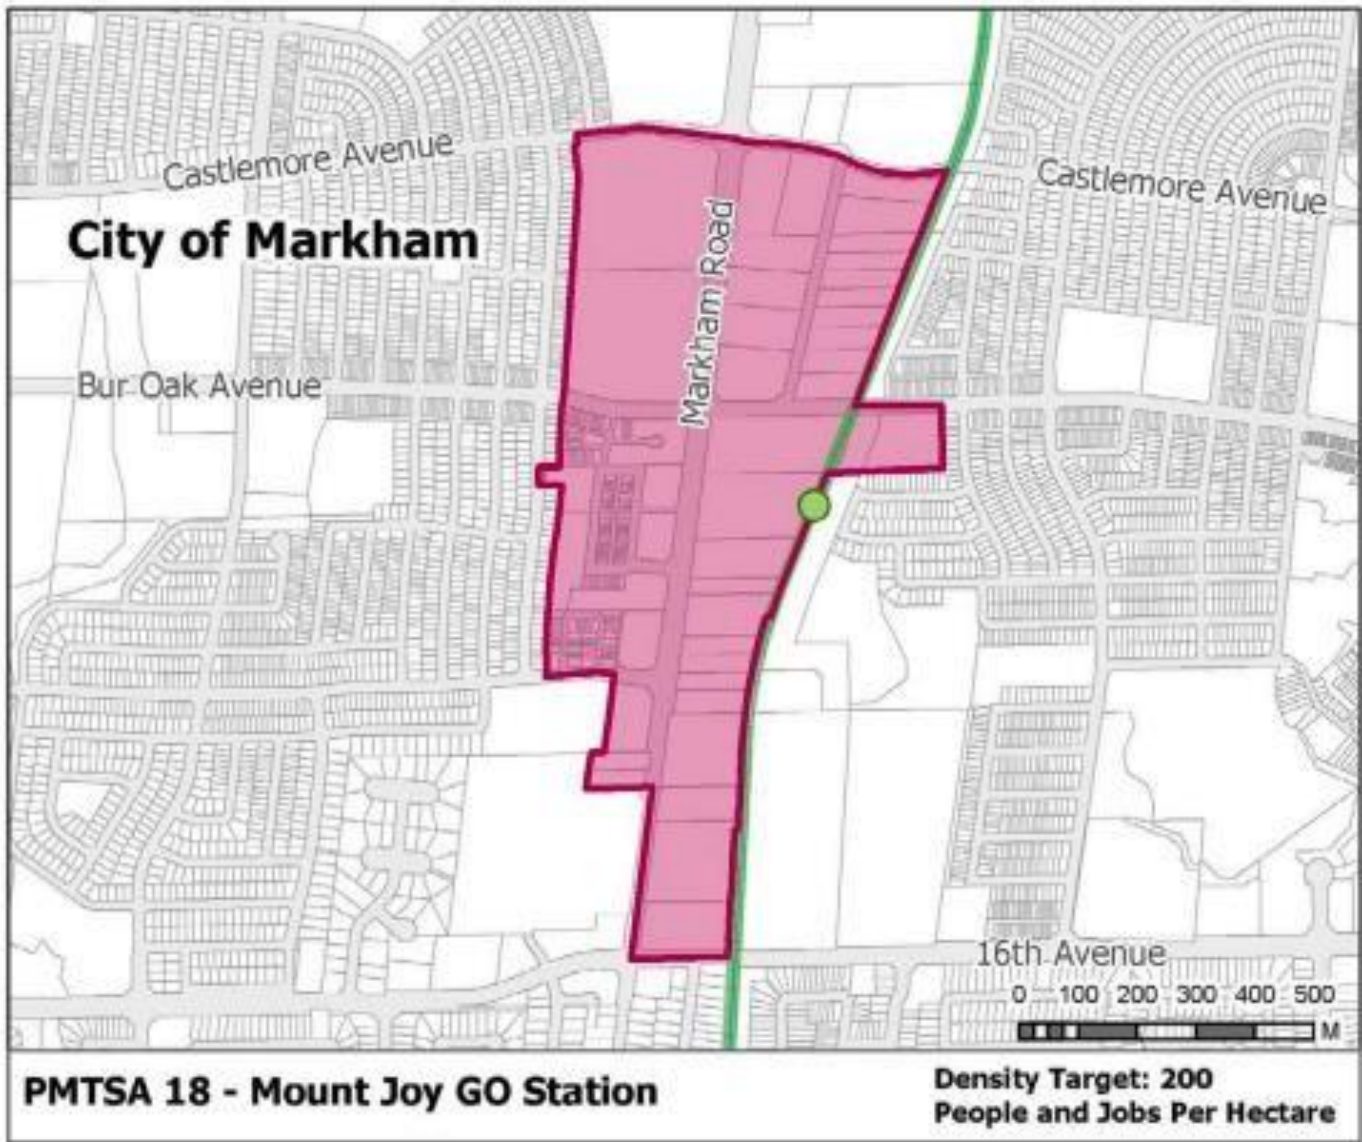 Castlemore Avenue
Castlemore Avenue
City of Markham
Markham Road
Bur Oak Avenue
16th Avenue
0 100 200 300 400 500
M
PMTSA 18 - Mount Joy GO Station
Density Target: 200
People and Jobs Per Hectare